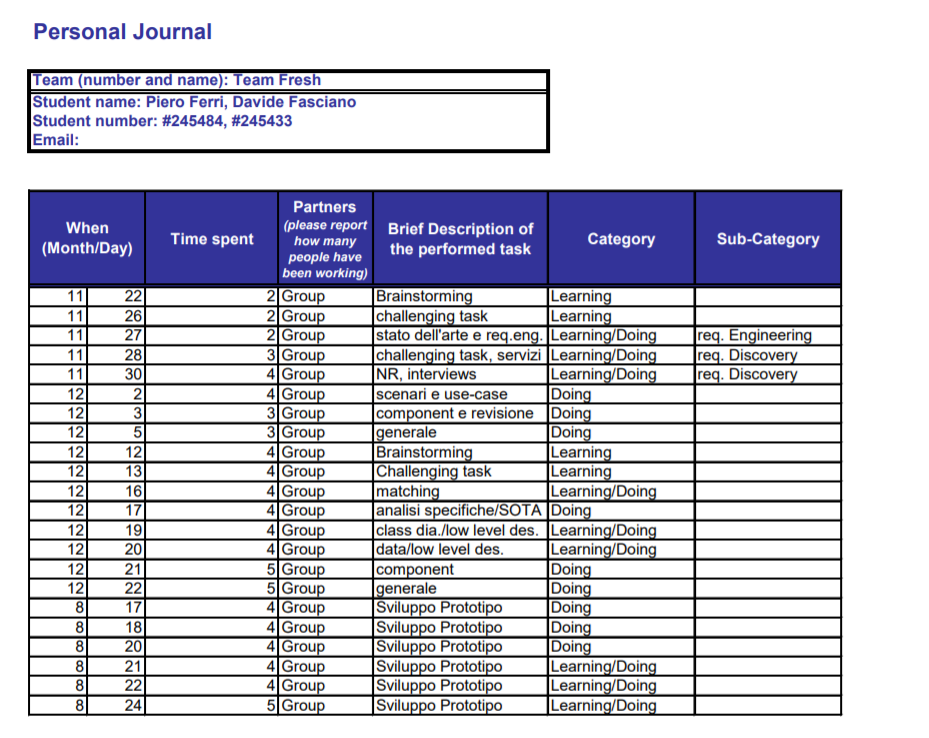 Personal Journal
Team (number and name): Team Fresh
Student name: Piero Ferri, Davide Fasciano
Student number: #245484, #245433
Email:
When (Month/Day) Time spent Partners (please report how many people have been working) Brief Description of the performed task Category Sub-Category
11 22 2 Group Brainstorming Learning
11 26 2 Group challenging task Learning
11 27 2 Group stato dell'arte e req.eng. Learning/Doing req. Engineering
11 28 3 Group challenging task, servizi Learning/Doing req. Discovery
11 30 4 Group NR, interviews Learning/Doing req. Discovery
12 2 4 Group scenari e use-case Doing
12 3 3 Group component e revisione Doing
12 5 3 Group generale Doing
12 12 4 Group Brainstorming Learning
12 13 4 Group Challenging task Learning
12 16 4 Group matching Learning/Doing
12 17 4 Group analisi specifiche/SOTA Doing
12 19 4 Group class dia./low level des. Learning/Doing
12 20 4 Group data/low level des. Learning/Doing
12 21 5 Group component Doing
12 22 5 Group generale Doing
8 17 4 Group Sviluppo Prototipo Doing
8 18 4 Group Sviluppo Prototipo Doing
8 20 4 Group Sviluppo Prototipo Doing
8 21 4 Group Sviluppo Prototipo Learning/Doing
8 22 4 Group Sviluppo Prototipo Learning/Doing
8 24 5 Group Sviluppo Prototipo Learning/Doing